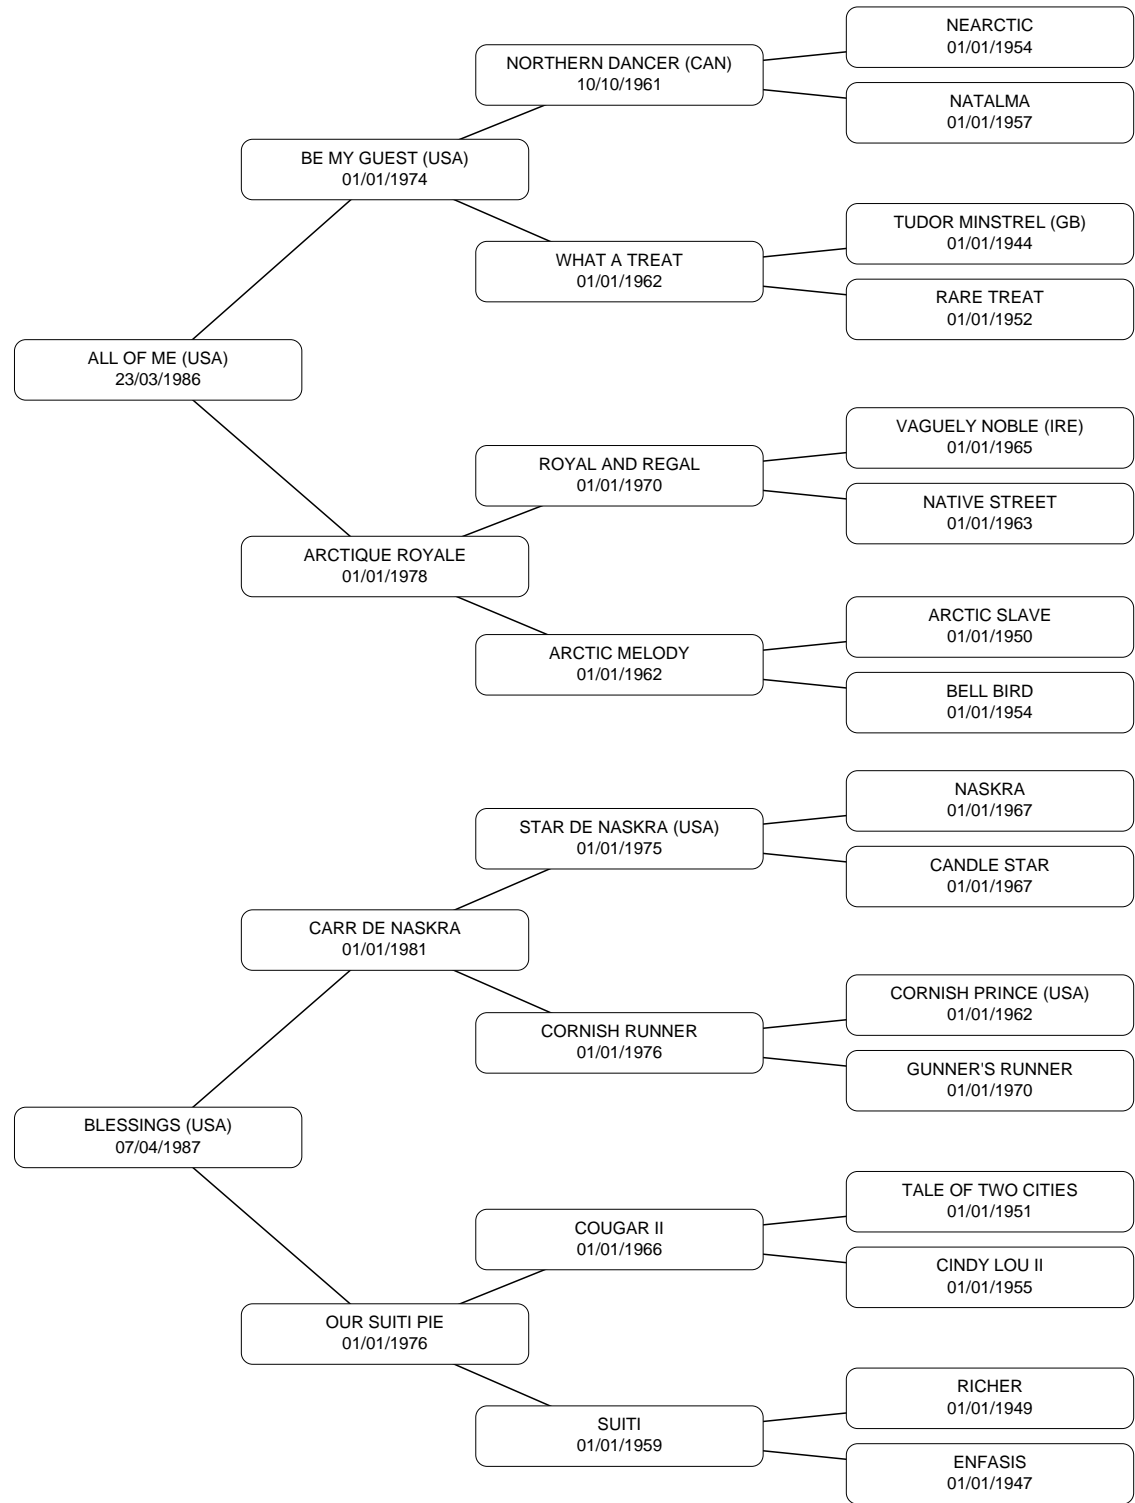 NEARCTIC
01/01/1954
NORTHERN DANCER (CAN)
10/10/1961
NATALMA
01/01/1957
BE MY GUEST (USA)
01/01/1974
TUDOR MINSTREL (GB)
01/01/1944
WHAT A TREAT
01/01/1962
RARE TREAT
01/01/1952
ALL OF ME (USA)
23/03/1986
VAGUELY NOBLE (IRE)
01/01/1965
ROYAL AND REGAL
01/01/1970
NATIVE STREET
01/01/1963
ARCTIQUE ROYALE
01/01/1978
ARCTIC SLAVE
01/01/1950
ARCTIC MELODY
01/01/1962
BELL BIRD
01/01/1954
NASKRA
01/01/1967
STAR DE NASKRA (USA)
01/01/1975
CANDLE STAR
01/01/1967
CARR DE NASKRA
01/01/1981
CORNISH PRINCE (USA)
01/01/1962
CORNISH RUNNER
01/01/1976
GUNNER'S RUNNER
01/01/1970
BLESSINGS (USA)
07/04/1987
TALE OF TWO CITIES
01/01/1951
COUGAR II
01/01/1966
CINDY LOU II
01/01/1955
OUR SUITI PIE
01/01/1976
RICHER
01/01/1949
SUITI
01/01/1959
ENFASIS
01/01/1947